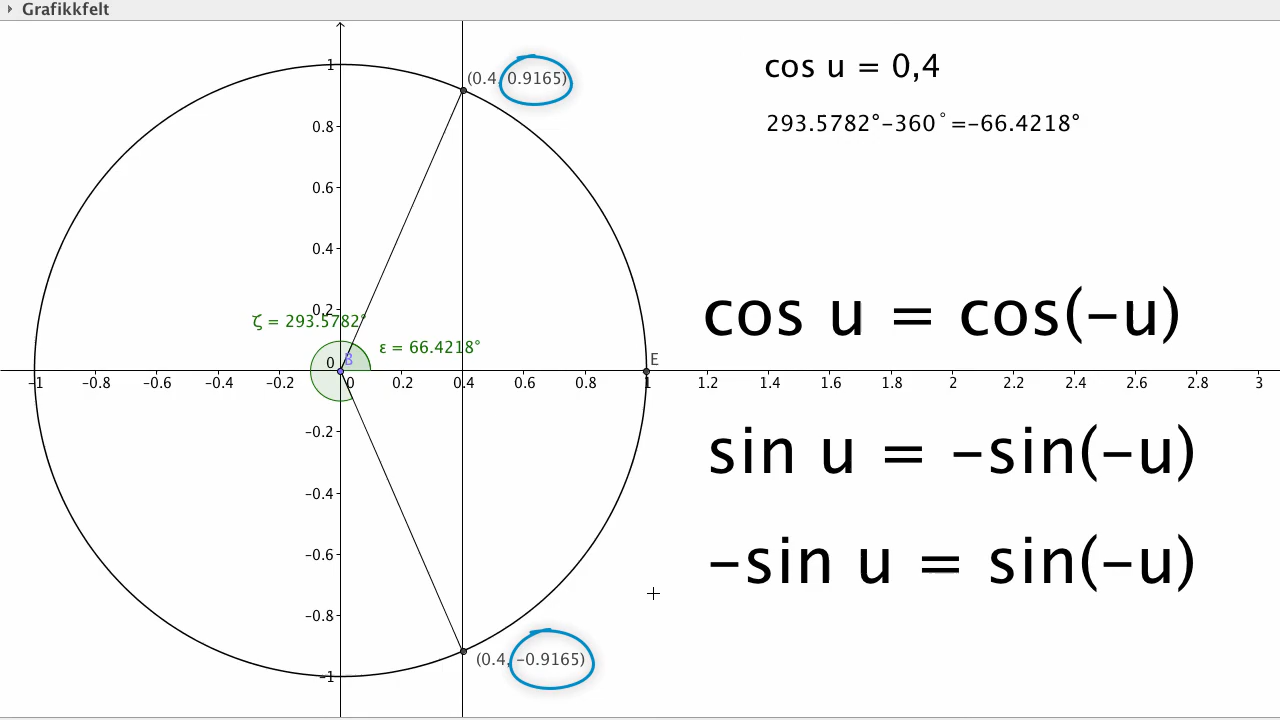 Grafikkfelt
cos u = 0,4
293.5782°–360°=–66.4218°
(0.4, 0.9165)
1
0.8
0.6
0.4
0.2
0
ζ = 293.5782°
ε = 66.4218°
B
E
–1 –0.8 –0.6 –0.4 –0.2 0 0.2 0.4 0.6 0.8 1 1.2 1.4 1.6 1.8 2 2.2 2.4 2.6 2.8 3
–0.2
–0.4
–0.6
–0.8
–1
(0.4, –0.9165)
cos u = cos(–u)
sin u = –sin(–u)
–sin u = sin(–u)